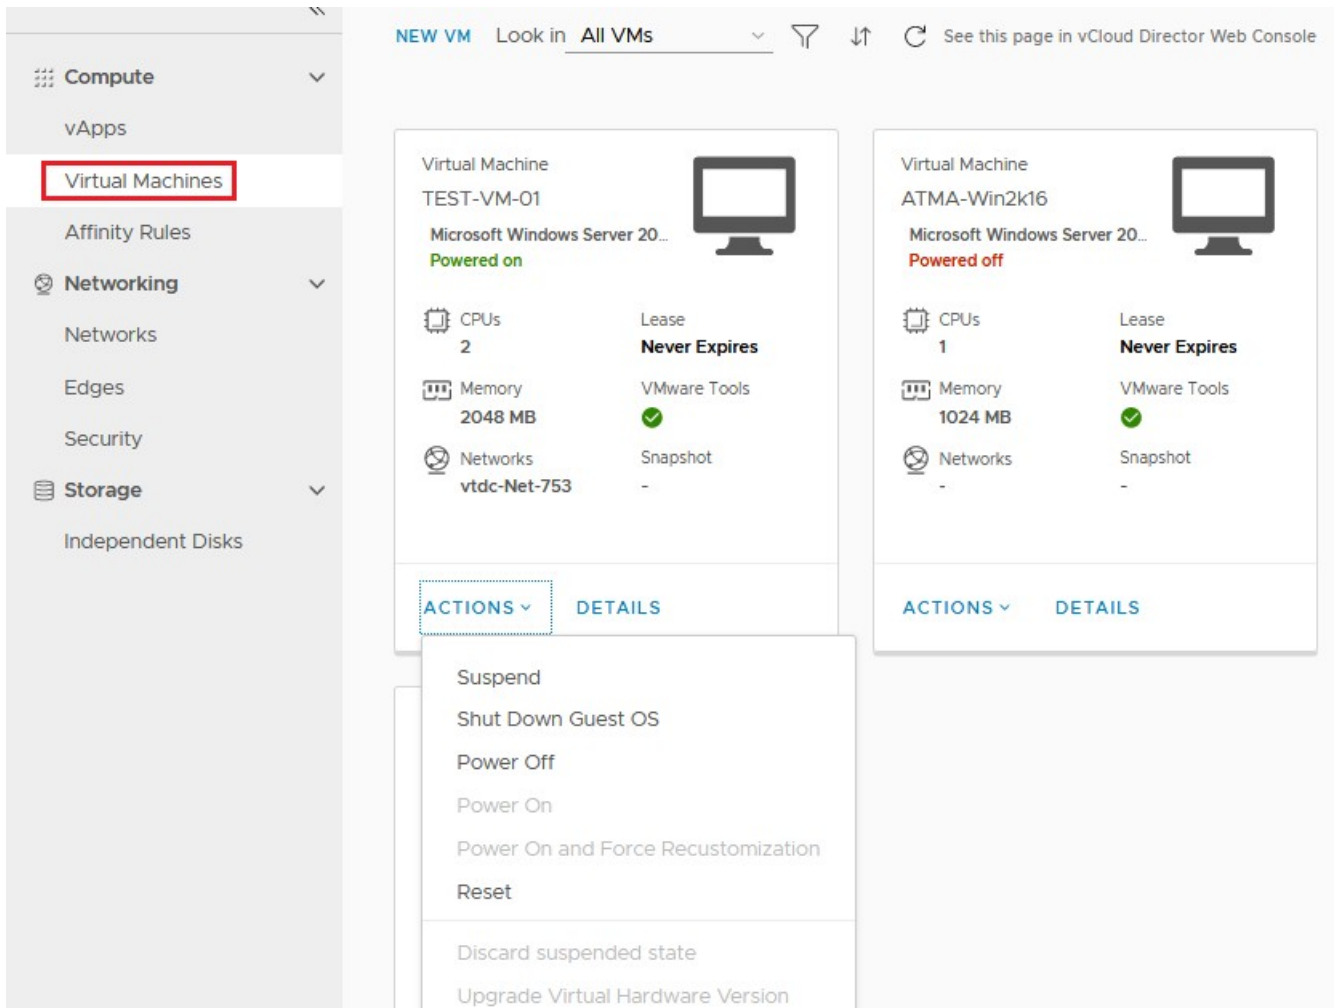 NEW VM Look in All VMs See this page in vCloud Director Web Console
Compute
vApps
Virtual Machines
Affinity Rules
Networking
Networks
Edges
Security
Storage
Independent Disks
Virtual Machine
TEST-VM-01
Microsoft Windows Server 20...
Powered on
CPUs
2
Lease
Never Expires
Memory
2048 MB
VMware Tools
Networks
vtdc-Net-753
Snapshot
-
ACTIONS DETAILS
Virtual Machine
ATMA-Win2k16
Microsoft Windows Server 20...
Powered off
CPUs
1
Lease
Never Expires
Memory
1024 MB
VMware Tools
Networks
-
Snapshot
-
ACTIONS DETAILS
Suspend
Shut Down Guest OS
Power Off
Power On
Power On and Force Recustomization
Reset
Discard suspended state
Upgrade Virtual Hardware Version